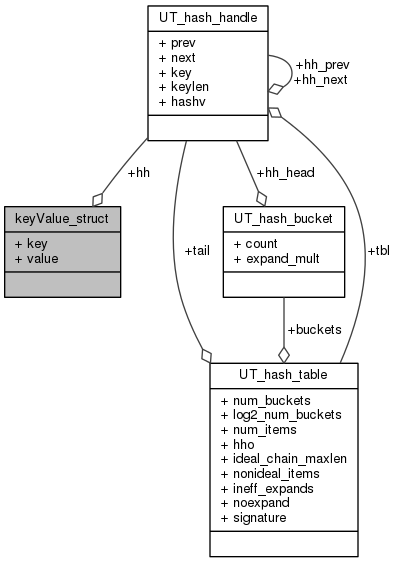 UT_hash_handle
+ prev
+ next
+ key
+ keylen
+ hashv
+hh_prev
+hh_next
+hh
+hh_head
keyValue_struct
+ key
+ value
UT_hash_bucket
+ count
+ expand_mult
+tail
+tbl
+buckets
UT_hash_table
+ num_buckets
+ log2_num_buckets
+ num_items
+ hho
+ ideal_chain_maxlen
+ nonideal_items
+ ineff_expands
+ noexpand
+ signature